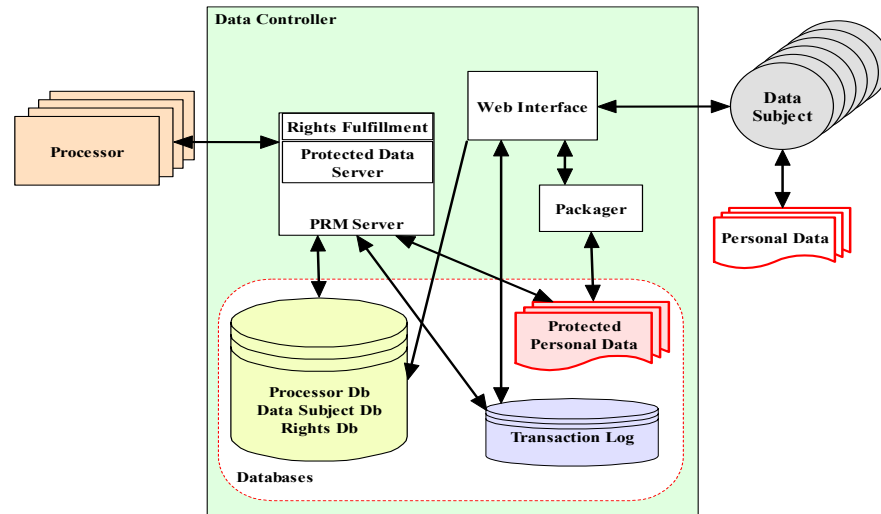 Data Controller
Web Interface
Data
Subject
Rights Fulfillment
Processor
Protected Data
Server
Packager
PRM Server
Personal Data
Protected
Personal Data
Processor Db
Data Subject Db
Rights Db
Transaction Log
Databases